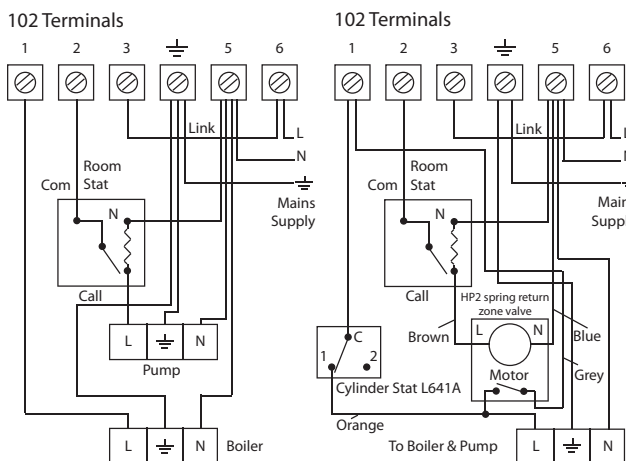 102 Terminals
1 2 3 5 6
Link
L
N
Mains
Supply
Room
Stat
Com
N
Call
L N
Pump
L N Boiler
102 Terminals
1 2 3 5 6
Link
Room
Stat
Com
N
Call
HP2 spring return
zone valve
L N
Motor
Brown
Blue
Grey
C
1 2
Cylinder Stat L641A
Orange
To Boiler & Pump
L N